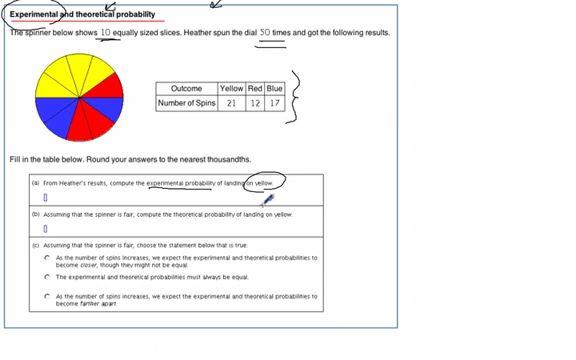 Experimental and theoretical probability
The spinner below shows 10 equally sized slices. Heather spun the dial 50 times and got the following results.
Outcome Yellow Red Blue
Number of Spins 21 12 17
Fill in the table below. Round your answers to the nearest thousandths.
(a) From Heather's results, compute the experimental probability of landing on yellow.
(b) Assuming that the spinner is fair, compute the theoretical probability of landing on yellow.
(c) Assuming that the spinner is fair, choose the statement below that is true:
As the number of spins increases, we expect the experimental and theoretical probabilities to
become closer, though they might not be equal.
The experimental and theoretical probabilities must always be equal.
As the number of spins increases, we expect the experimental and theoretical probabilities to
become farther apart.